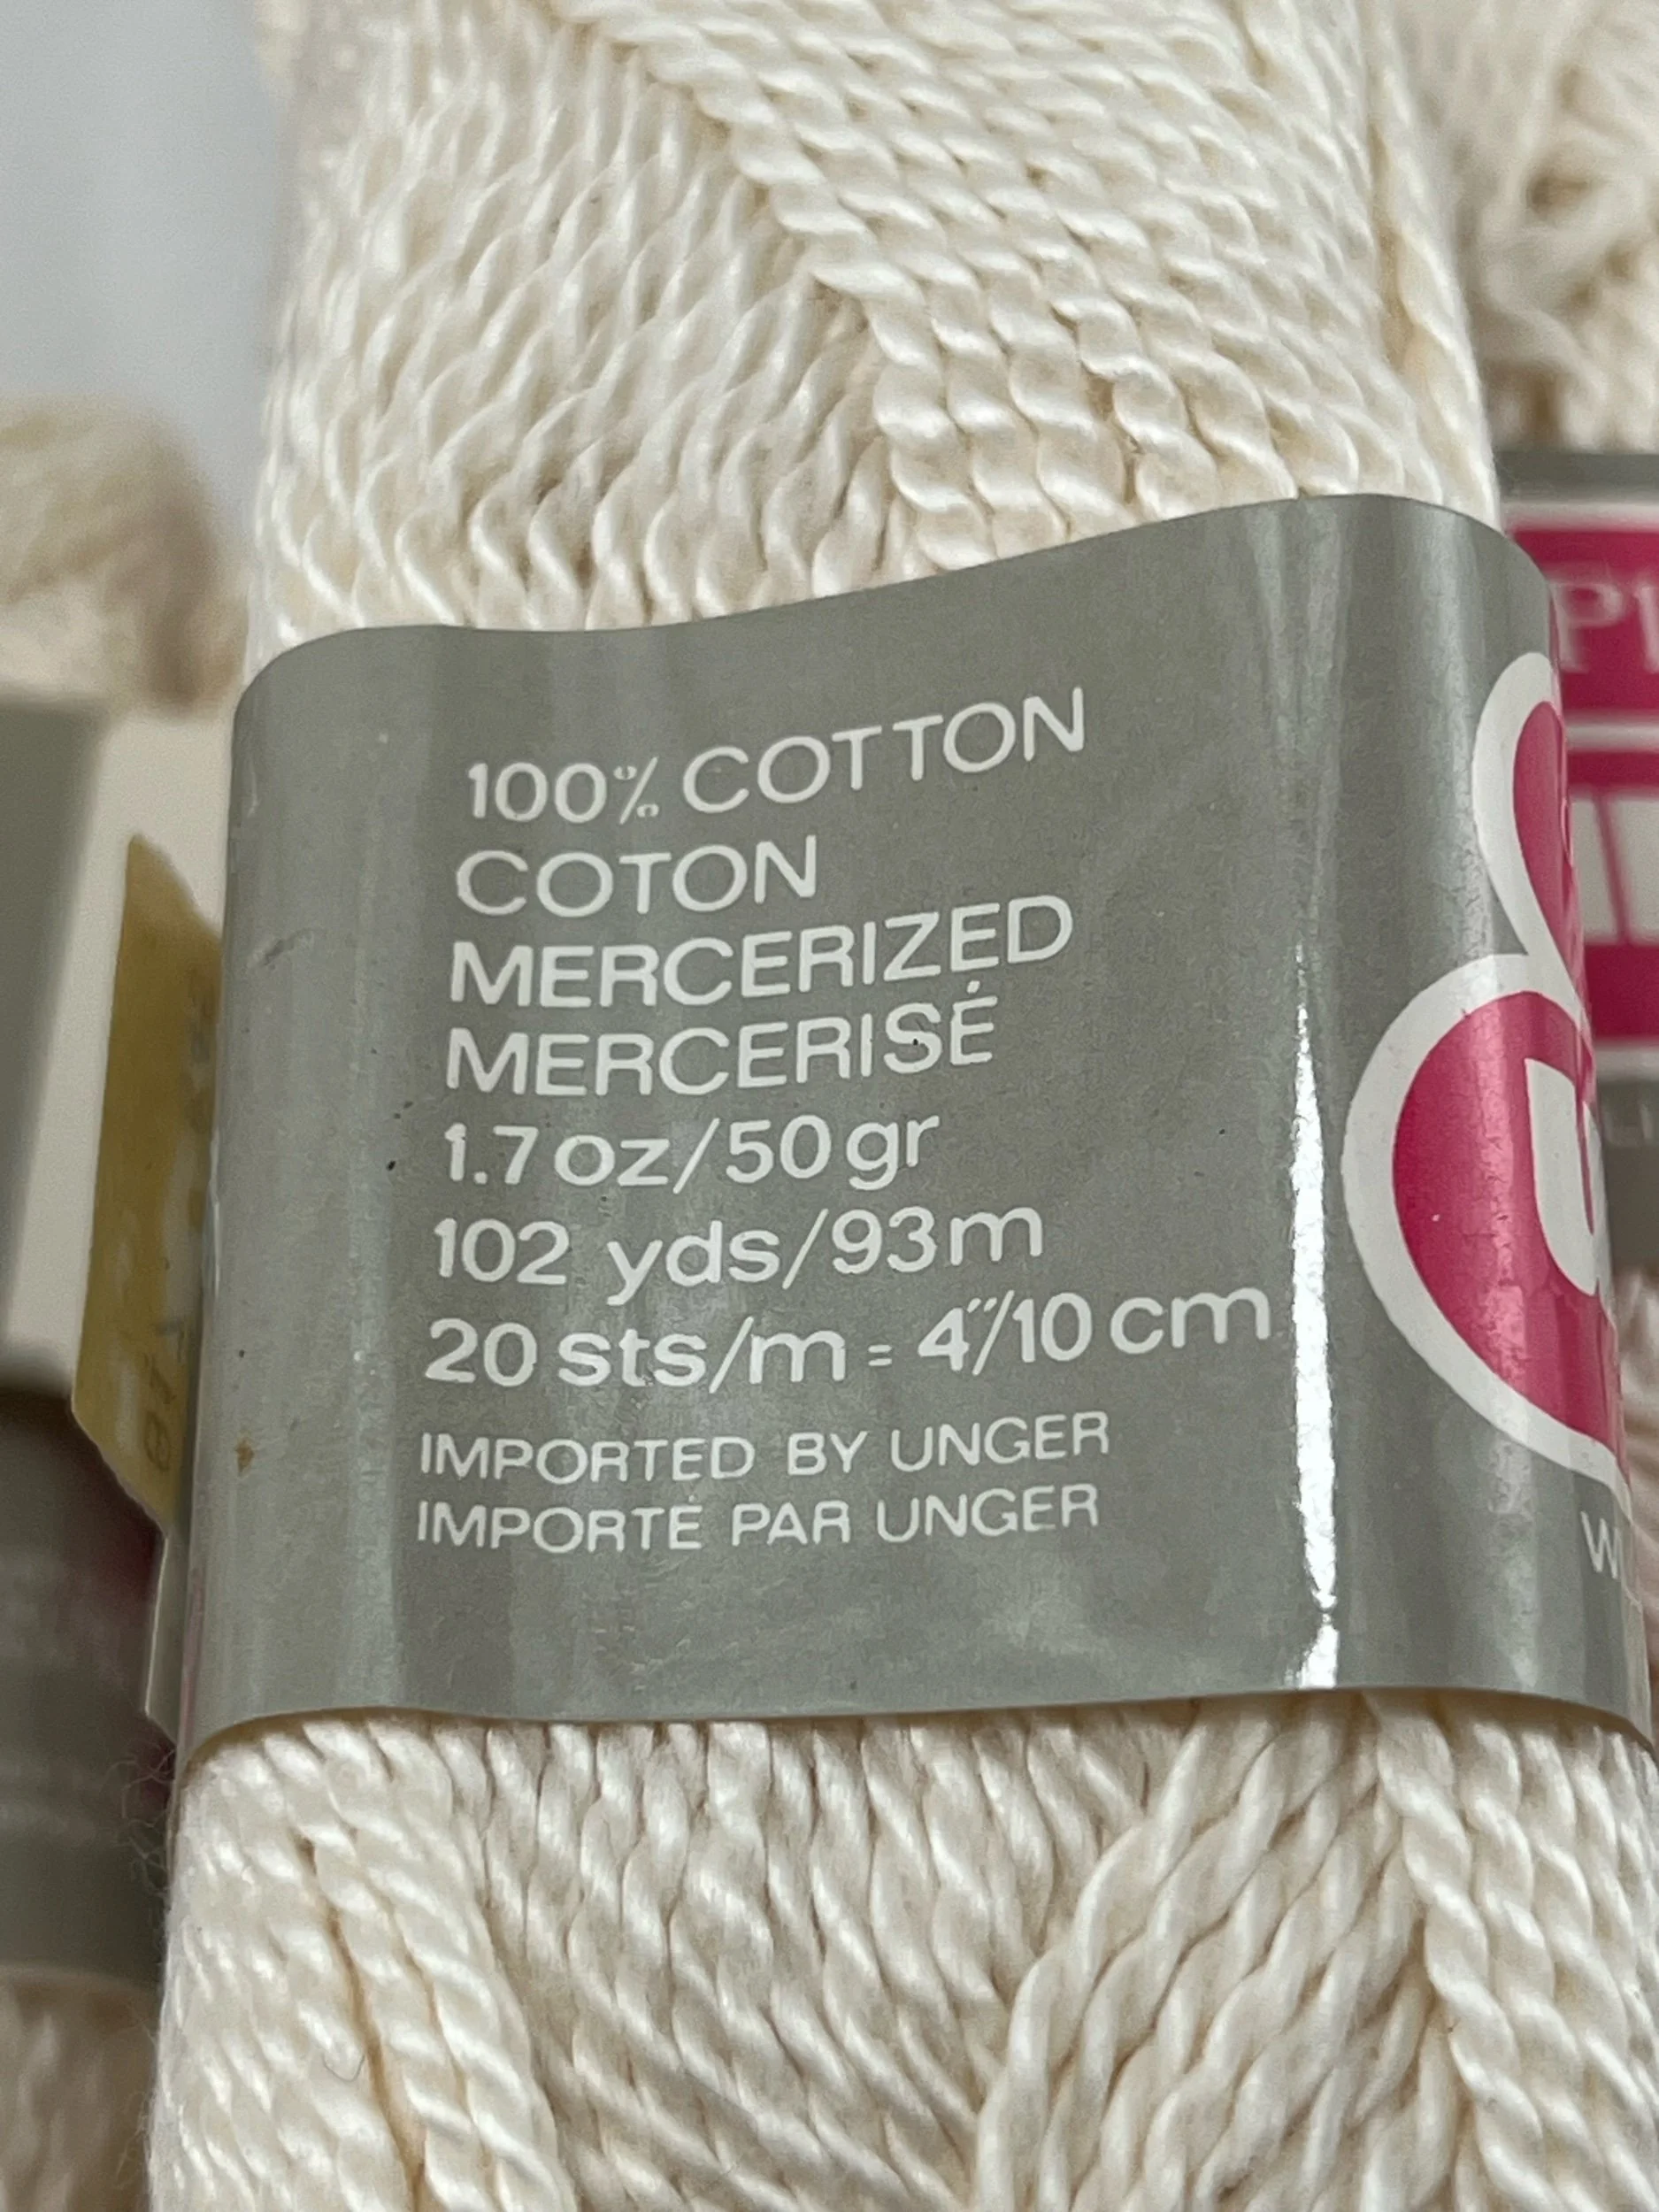 100% COTTON
COTON
MERCERIZED
MERCERISÉ
1.7 oz/50 gr
102 yds/93m
20 sts/m = 4"/10 cm
IMPORTED BY UNGER
IMPORTÉ PAR UNGER